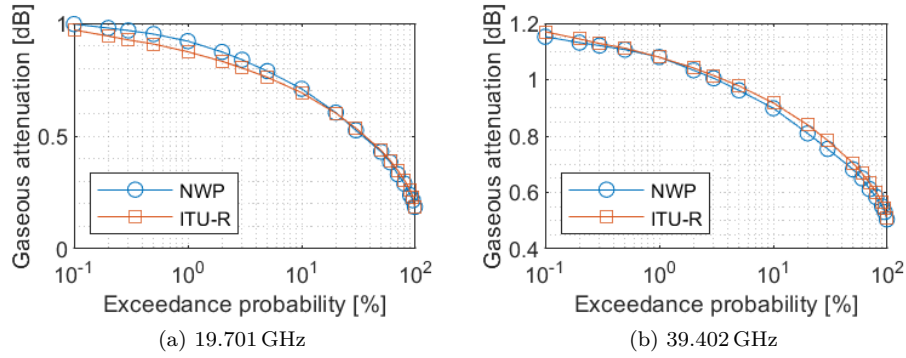 Gaseous attenuation [dB]
1
0.5
0
NWP
ITU-R
10^-1
10^0
10^1
10^2
Exceedance probability [%]
(a) 19.701 GHz
Gaseous attenuation [dB]
1.2
1
0.8
0.6
0.4
NWP
ITU-R
10^-1
10^0
10^1
10^2
Exceedance probability [%]
(b) 39.402 GHz